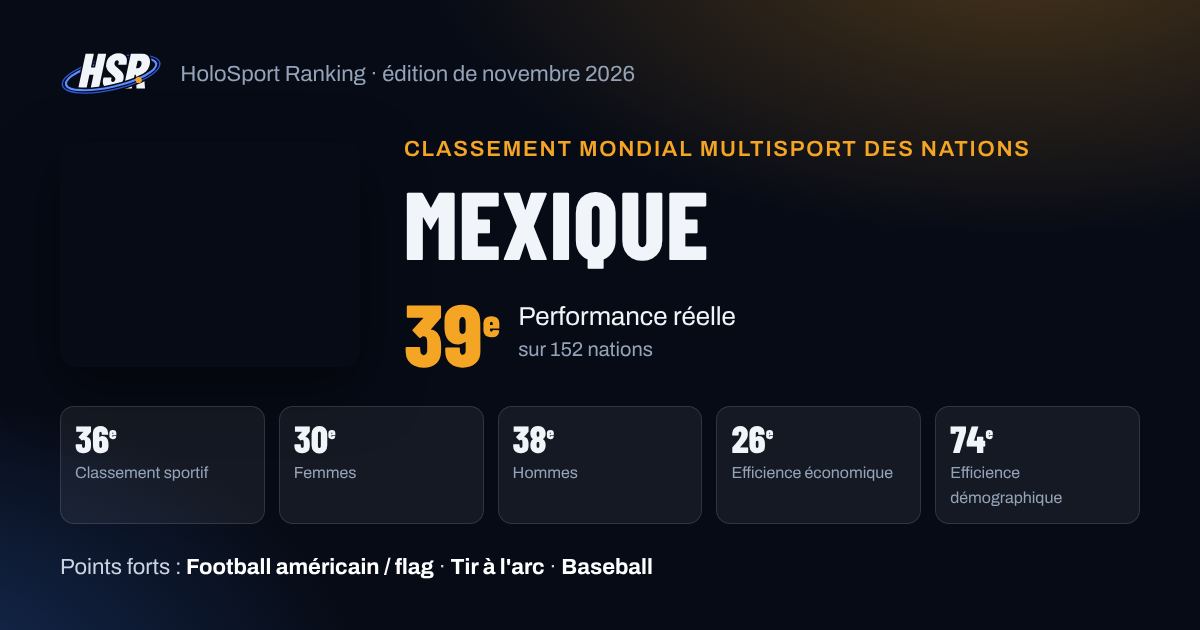 HSR
HoloSport Ranking · édition de novembre 2026
CLASSEMENT MONDIAL MULTISPORT DES NATIONS
MEXIQUE
39e
Performance réelle
sur 152 nations
36e
Classement sportif
30e
Femmes
38e
Hommes
26e
Efficience économique
74e
Efficience
démographique
Points forts : Football américain / flag · Tir à l'arc · Baseball